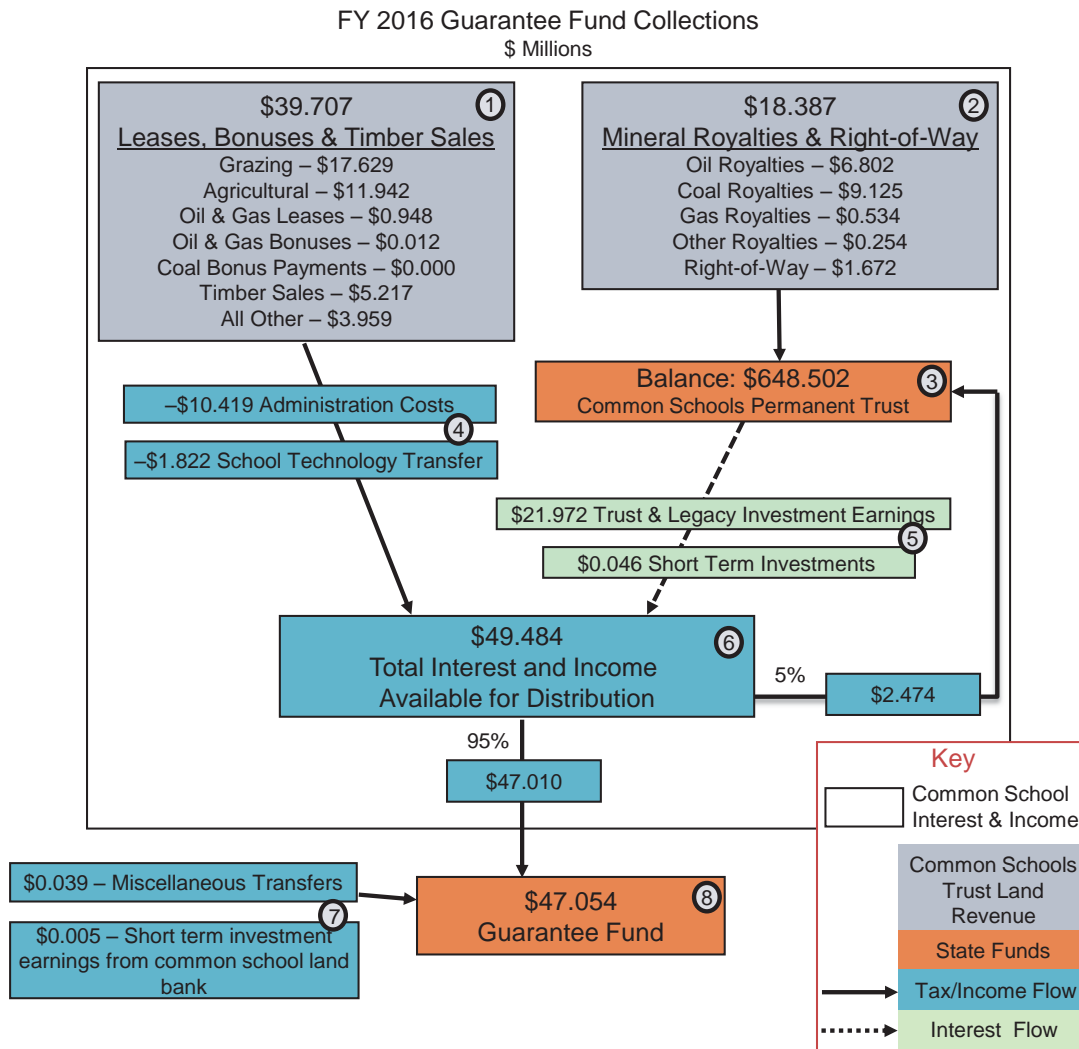 FY 2016 Guarantee Fund Collections
$ Millions
$39.707
1
Leases, Bonuses & Timber Sales
Grazing – $17.629
Agricultural – $11.942
Oil & Gas Leases – $0.948
Oil & Gas Bonuses – $0.012
Coal Bonus Payments – $0.000
Timber Sales – $5.217
All Other – $3.959
$18.387
2
Mineral Royalties & Right-of-Way
Oil Royalties – $6.802
Coal Royalties – $9.125
Gas Royalties – $0.534
Other Royalties – $0.254
Right-of-Way – $1.672
Balance: $648.502
3
Common Schools Permanent Trust
–$10.419 Administration Costs
4
–$1.822 School Technology Transfer
$21.972 Trust & Legacy Investment Earnings
5
$0.046 Short Term Investments
$49.484
6
Total Interest and Income
Available for Distribution
5%
$2.474
95%
$47.010
$0.039 – Miscellaneous Transfers
7
$0.005 – Short term investment
earnings from common school land
bank
$47.054
8
Guarantee Fund
Key
Common School
Interest & Income
Common Schools
Trust Land
Revenue
State Funds
Tax/Income Flow
Interest Flow